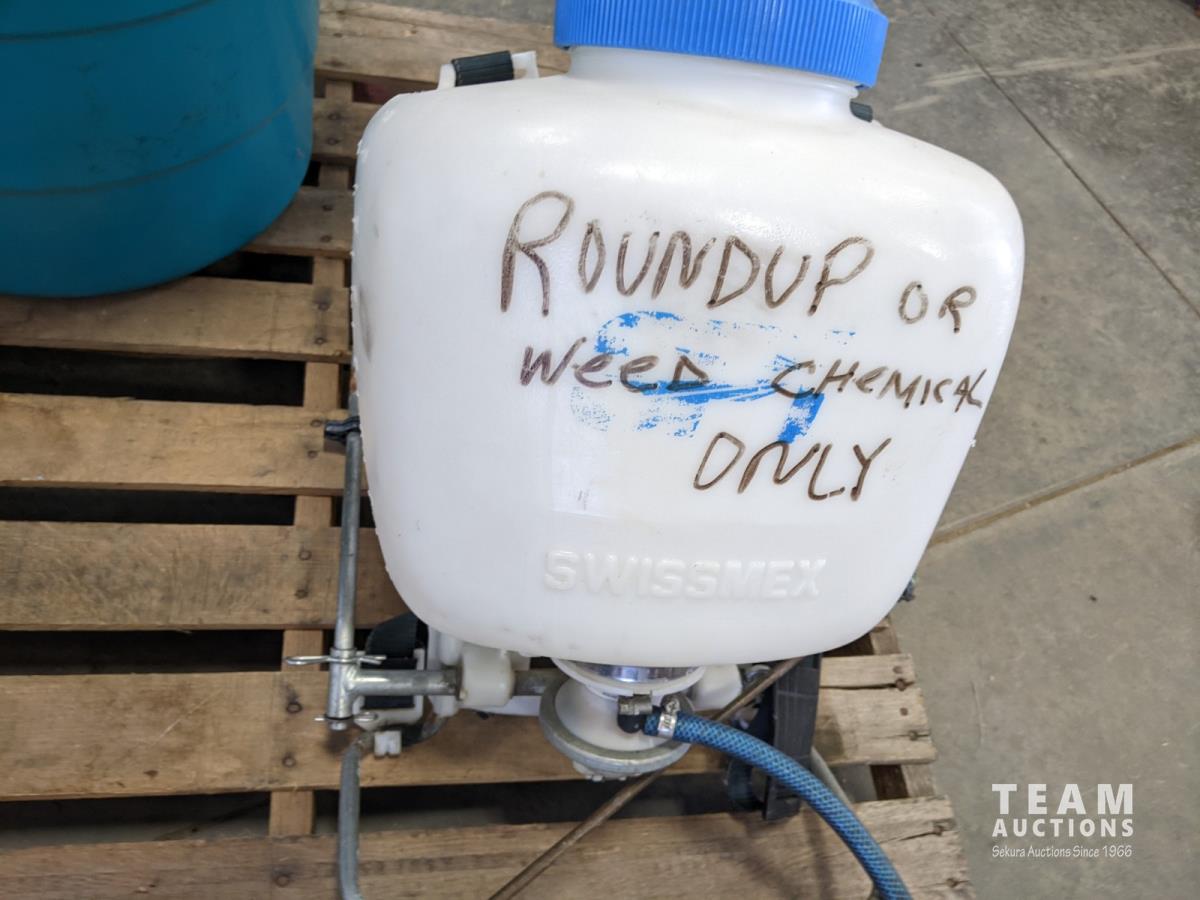 ROUNDUP OR
WeeD CHEMICAL
ONLY
SWISSMEX
TEAM
AUCTIONS
Sekura Auctions Since 1966